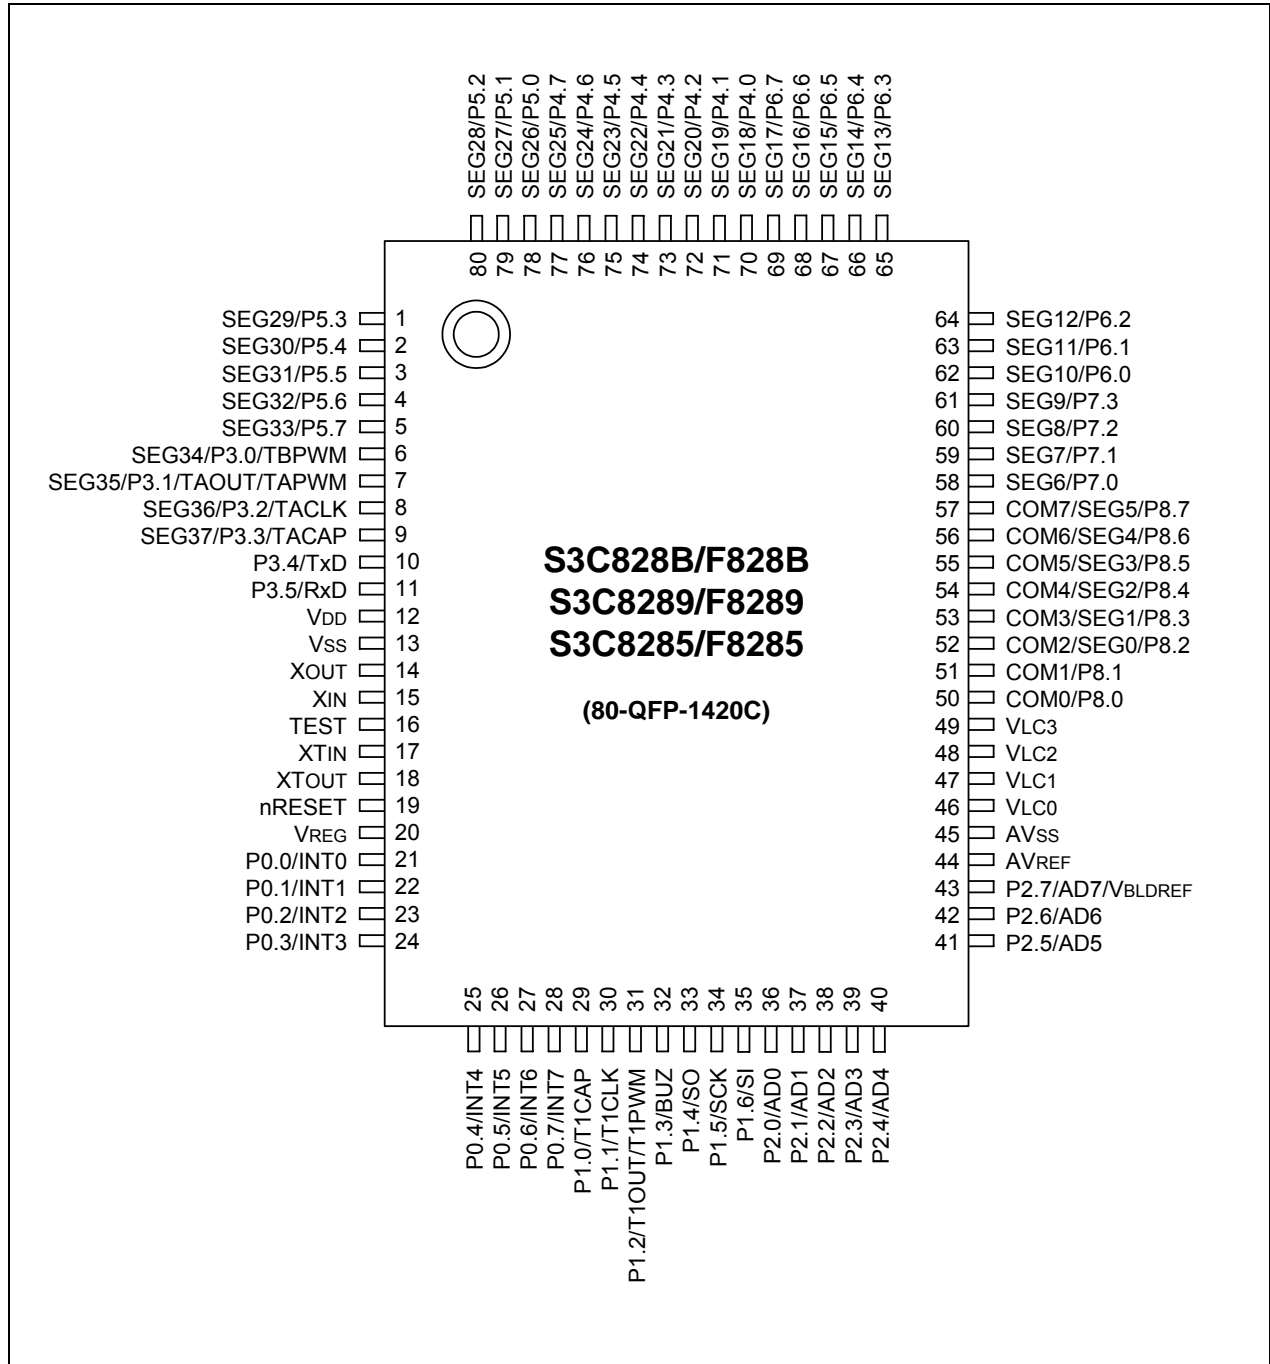 SEG28/P5.2
SEG27/P5.1
SEG26/P5.0
SEG25/P4.7
SEG24/P4.6
SEG23/P4.5
SEG22/P4.4
SEG21/P4.3
SEG20/P4.2
SEG19/P4.1
SEG18/P4.0
SEG17/P6.7
SEG16/P6.6
SEG15/P6.5
SEG14/P6.4
SEG13/P6.3
80
79
78
77
76
75
74
73
72
71
70
69
68
67
66
65
SEG29/P5.3 1
SEG30/P5.4 2
SEG31/P5.5 3
SEG32/P5.6 4
SEG33/P5.7 5
SEG34/P3.0/TBPWM 6
SEG35/P3.1/TAOUT/TAPWM 7
SEG36/P3.2/TACLK 8
SEG37/P3.3/TACAP 9
P3.4/TxD 10
P3.5/RxD 11
VDD 12
VSS 13
XOUT 14
XIN 15
TEST 16
XTIN 17
XTOUT 18
nRESET 19
VREG 20
P0.0/INT0 21
P0.1/INT1 22
P0.2/INT2 23
P0.3/INT3 24
S3C828B/F828B
S3C8289/F8289
S3C8285/F8285
(80-QFP-1420C)
64 SEG12/P6.2
63 SEG11/P6.1
62 SEG10/P6.0
61 SEG9/P7.3
60 SEG8/P7.2
59 SEG7/P7.1
58 SEG6/P7.0
57 COM7/SEG5/P8.7
56 COM6/SEG4/P8.6
55 COM5/SEG3/P8.5
54 COM4/SEG2/P8.4
53 COM3/SEG1/P8.3
52 COM2/SEG0/P8.2
51 COM1/P8.1
50 COM0/P8.0
49 VLC3
48 VLC2
47 VLC1
46 VLC0
45 AVSS
44 AVREF
43 P2.7/AD7/VBLDREF
42 P2.6/AD6
41 P2.5/AD5
25
26
27
28
29
30
31
32
33
34
35
36
37
38
39
40
P0.4/INT4
P0.5/INT5
P0.6/INT6
P0.7/INT7
P1.0/T1CAP
P1.1/T1CLK
P1.2/T1OUT/T1PWM
P1.3/BUZ
P1.4/SO
P1.5/SCK
P1.6/SI
P2.0/AD0
P2.1/AD1
P2.2/AD2
P2.3/AD3
P2.4/AD4